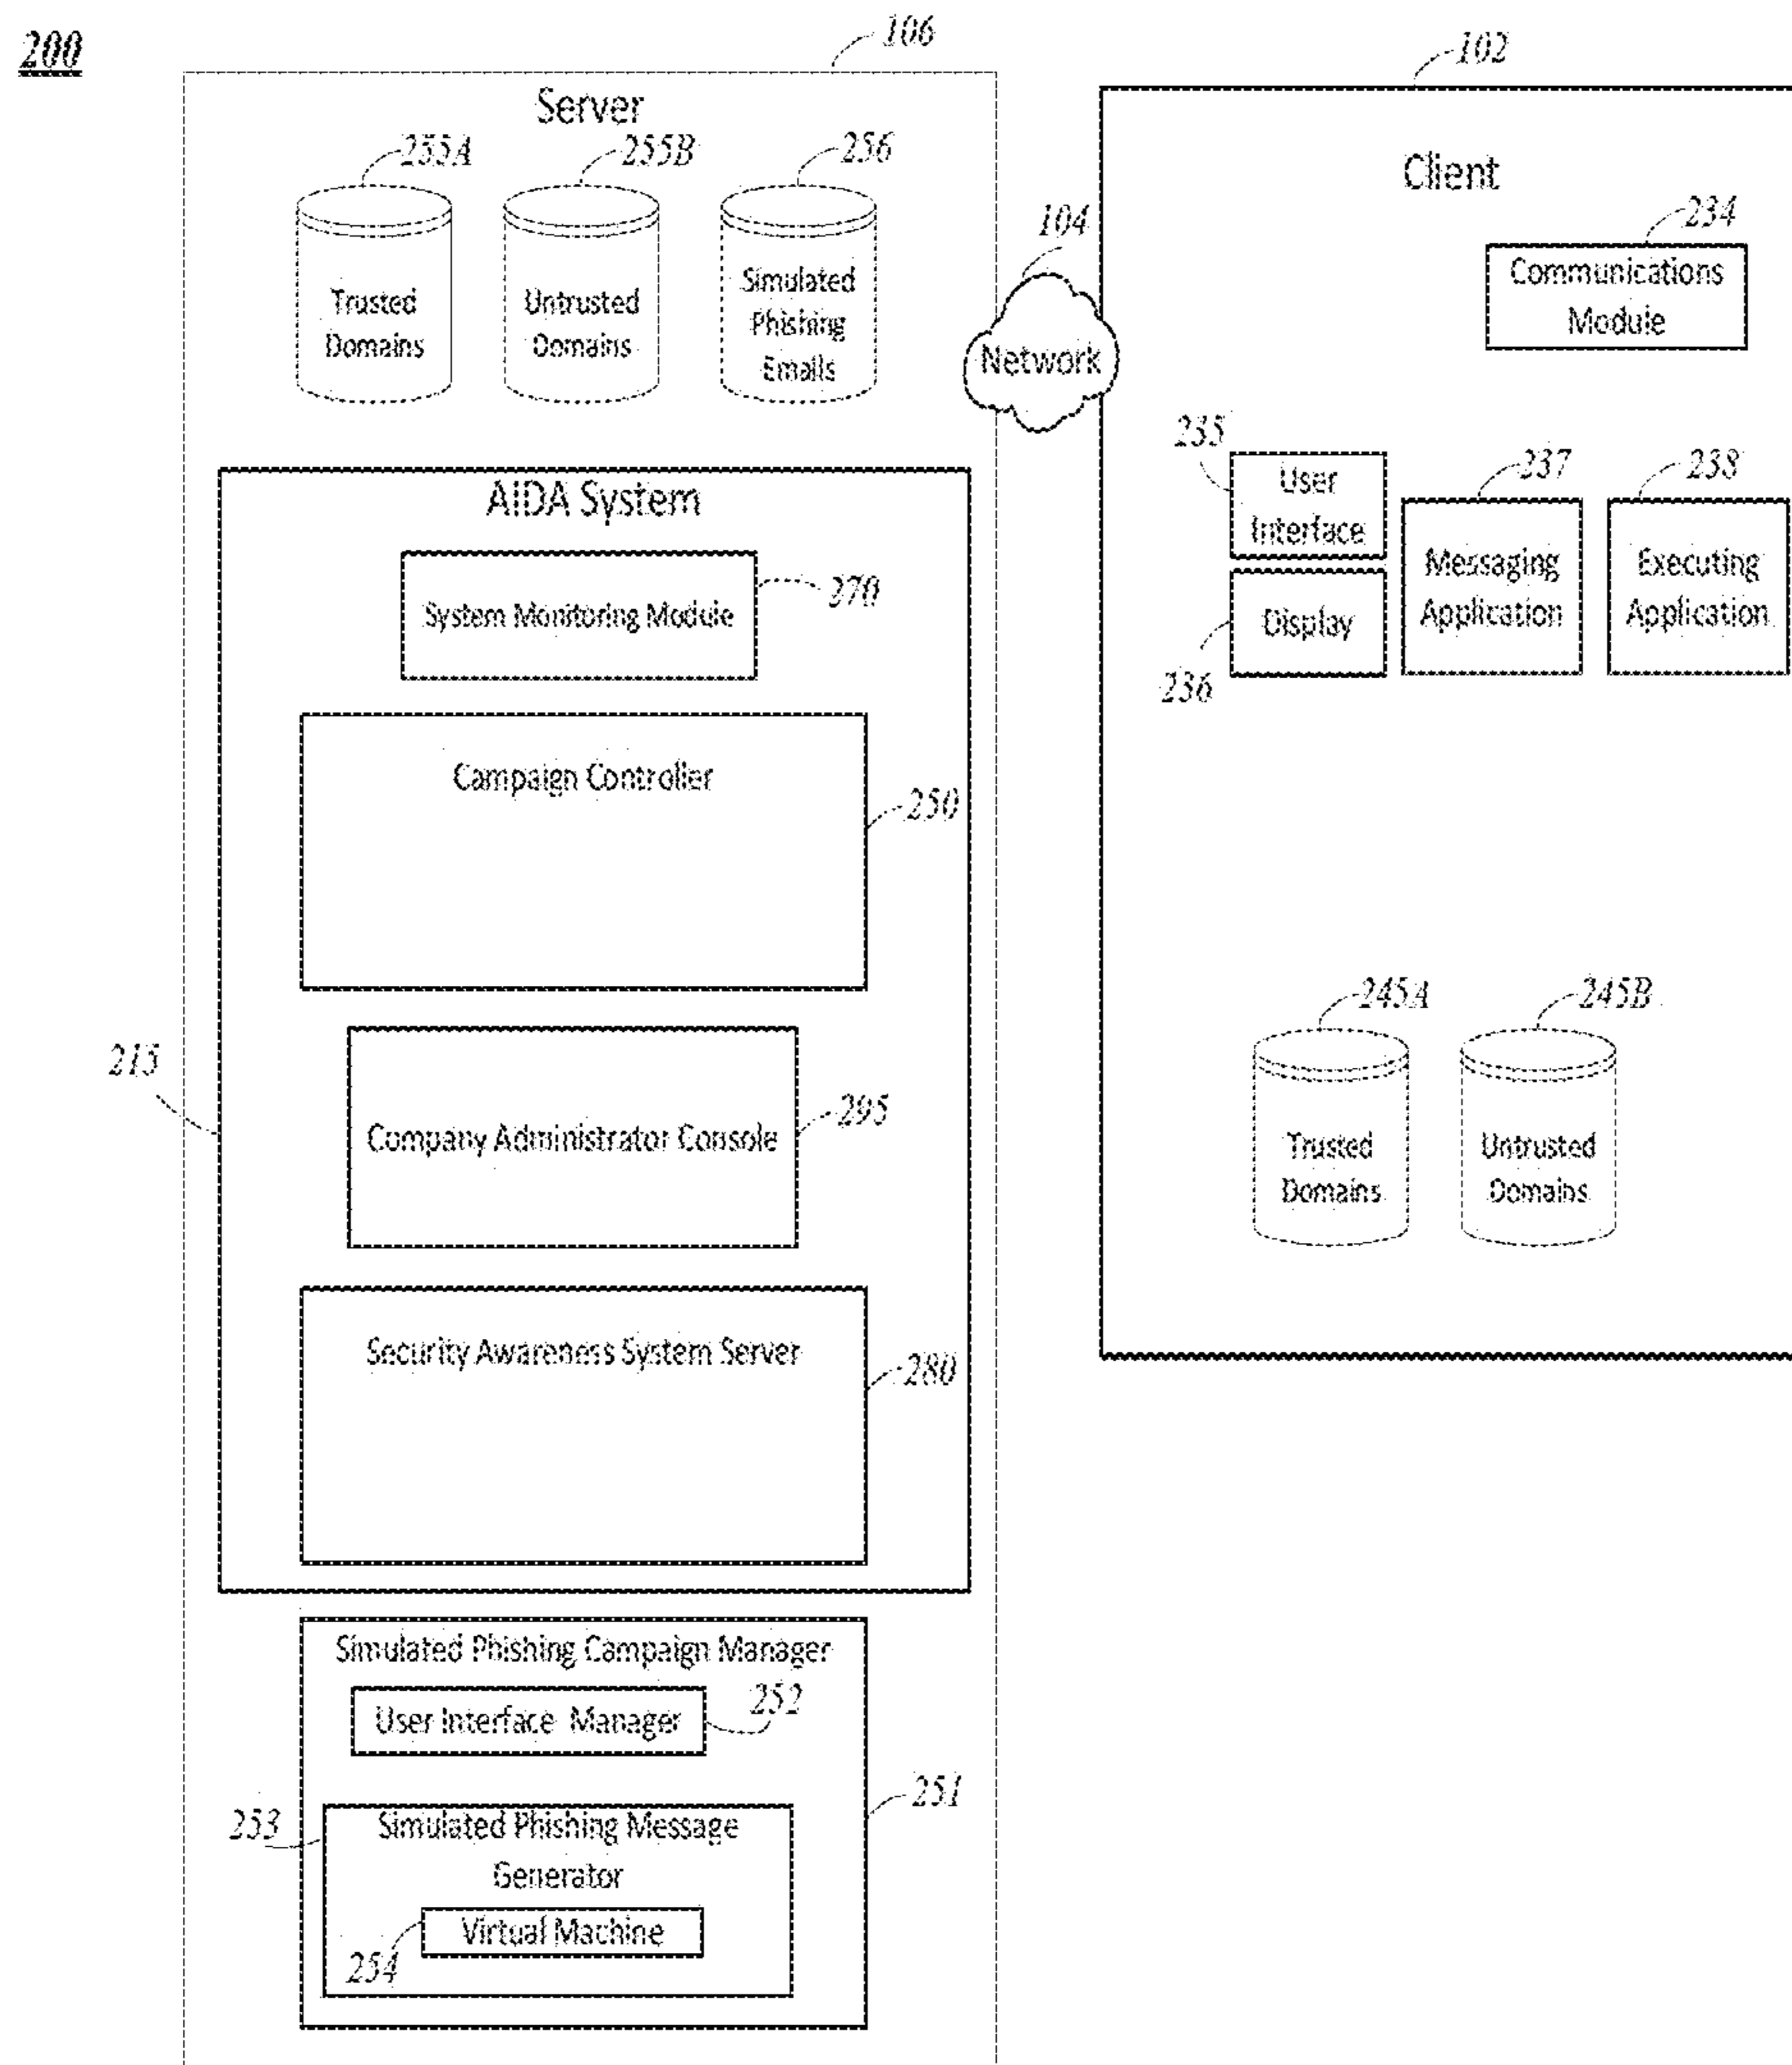 200
106
Server
255A
255B
256
Trusted
Domains
Untrusted
Domains
Simulated
Phishing
Emails
104
Network
102
Client
234
Communications
Module
235
User
Interface
Display
236
237
Messaging
Application
238
Executing
Application
245A
245B
Trusted
Domains
Untrusted
Domains
AIDA System
System Monitoring Module
270
Campaign Controller
250
215
Company Administrator Console
295
Security Awareness System Server
280
Simulated Phishing Campaign Manager
User Interface Manager
252
251
253
Simulated Phishing Message
Generator
Virtual Machine
254